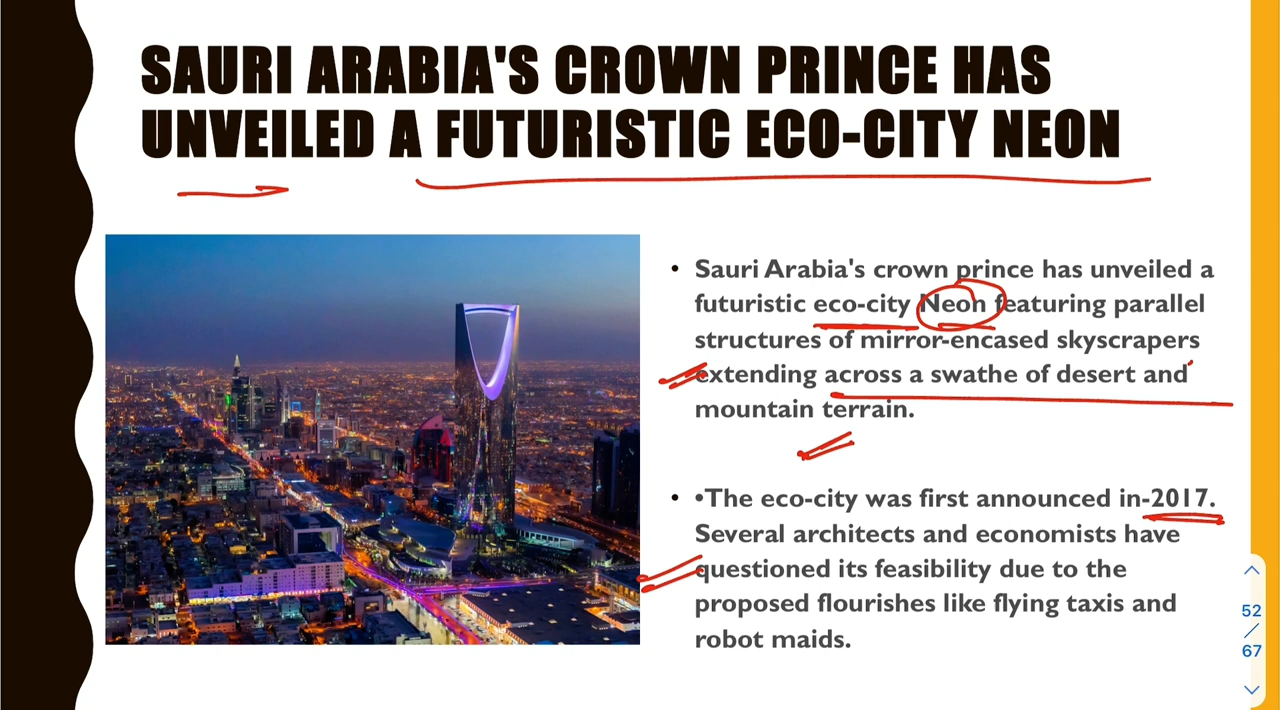 SAURI ARABIA'S CROWN PRINCE HAS
UNVEILED A FUTURISTIC ECO-CITY NEON
• Sauri Arabia's crown prince has unveiled a
futuristic eco-city Neon featuring parallel
structures of mirror-encased skyscrapers
extending across a swathe of desert and
mountain terrain.
• •The eco-city was first announced in-2017.
Several architects and economists have
questioned its feasibility due to the
proposed flourishes like flying taxis and
robot maids.
52
/
67